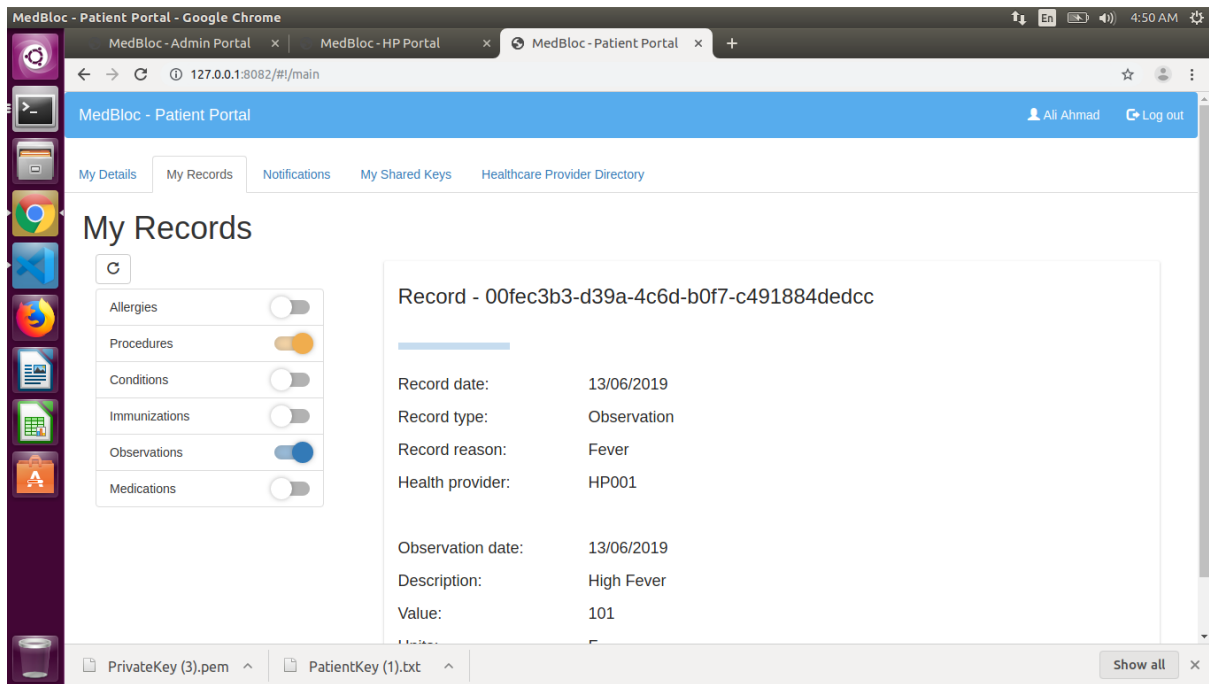 MedBloc - Patient Portal - Google Chrome
En
4:50 AM
MedBloc - Admin Portal
MedBloc - HP Portal
MedBloc - Patient Portal
127.0.0.1:8082/#!/main
MedBloc - Patient Portal
Ali Ahmad
Log out
My Details
My Records
Notifications
My Shared Keys
Healthcare Provider Directory
My Records
Allergies
Procedures
Conditions
Immunizations
Observations
Medications
Record - 00fec3b3-d39a-4c6d-b0f7-c491884dedcc
Record date: 13/06/2019
Record type: Observation
Record reason: Fever
Health provider: HP001
Observation date: 13/06/2019
Description: High Fever
Value: 101
PrivateKey (3).pem
PatientKey (1).txt
Show all